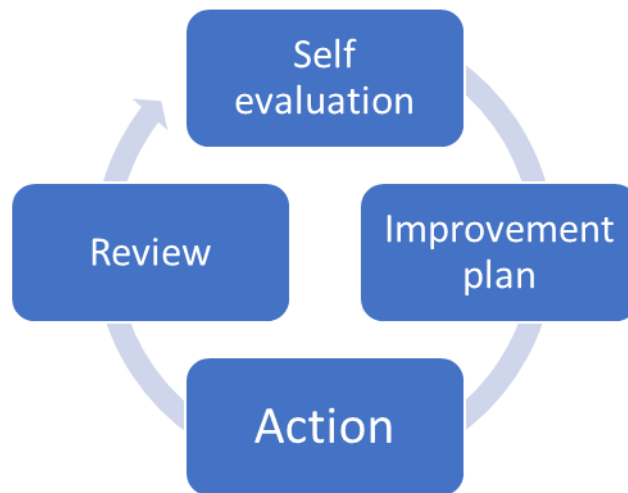 Self
evaluation
Improvement
plan
Action
Review